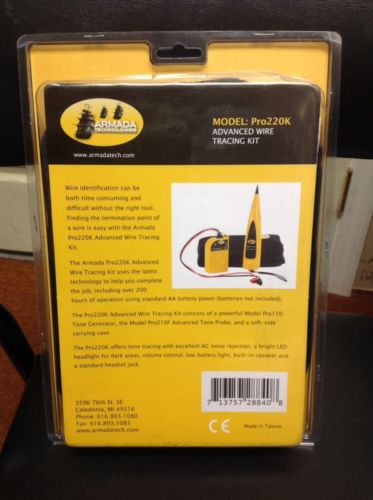 ARMADA
TECHNOLOGIES
www.armadatech.com
MODEL: Pro220K
ADVANCED WIRE
TRACING KIT
Wire identification can be
both time consuming and
difficult without the right tool.
Finding the termination point of
a wire is easy with the Armada
Pro220K Advanced Wire Tracing
Kit.
The Armada Pro220K Advanced
Wire Tracing Kit uses the latest
technology to help you complete
the job, including over 200
hours of operation using standard AA battery power (batteries not included).
The Pro220K Advanced Wire Tracing Kit consists of a powerful Model Pro110
Tone Generator, the Model Pro210F Advanced Tone Probe, and a soft-side
carrying case.
The Pro220K offers tone tracing with excellent AC noise rejection, a bright LED
headlight for dark areas, volume control, low battery light, built-in speaker and
a standard headset jack.
3596 76th St. SE
Caledonia, MI 49316
Phone: 616.803.1080
Fax: 616.803.1083
www.armadatech.com
7 13757 28840 8
CE
Made in Taiwan